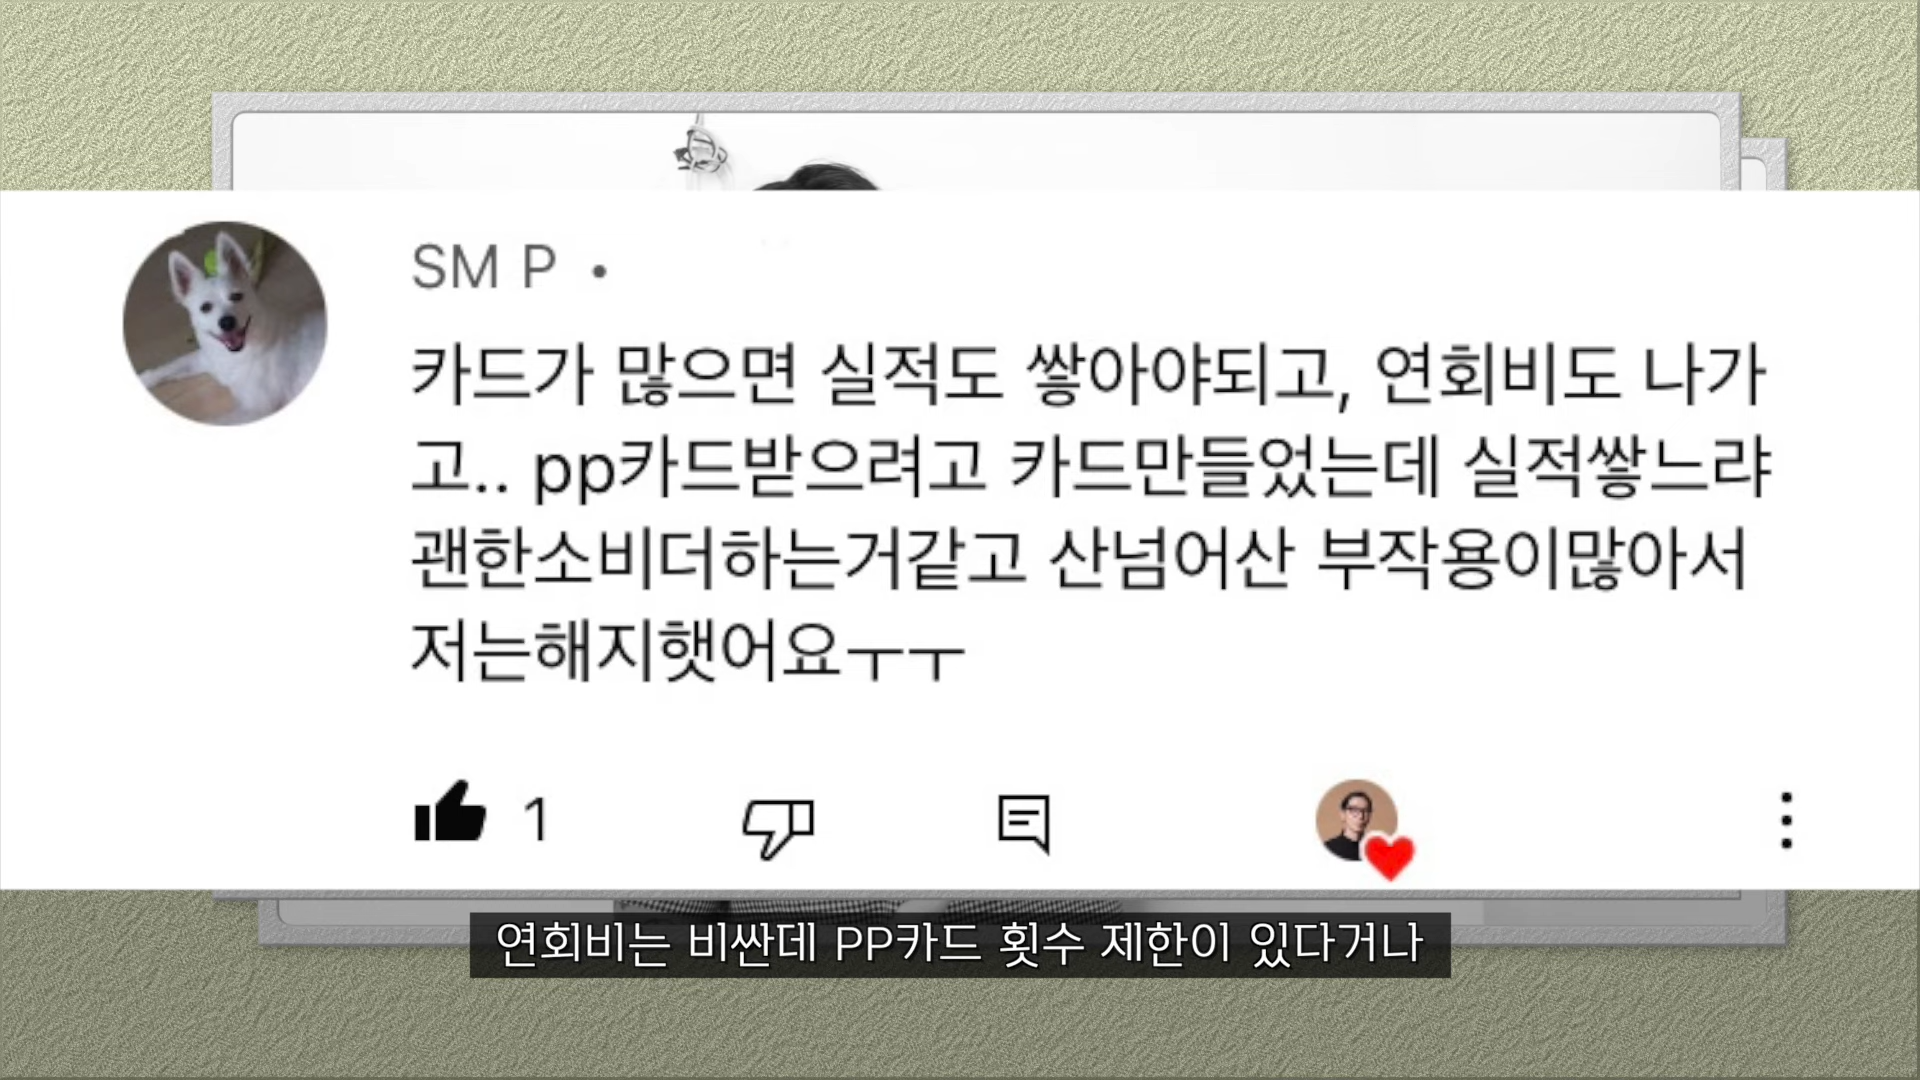 SM P •
카드가 많으면 실적도 쌓아야되고, 연회비도 나가
고.. pp카드받으려고 카드만들었는데 실적쌓느랴
괜한소비더하는거같고 산넘어산 부작용이많아서
저는해지햇어요ㅜㅜ
1
연회비는 비싼데 PP카드 횟수 제한이 있다거나